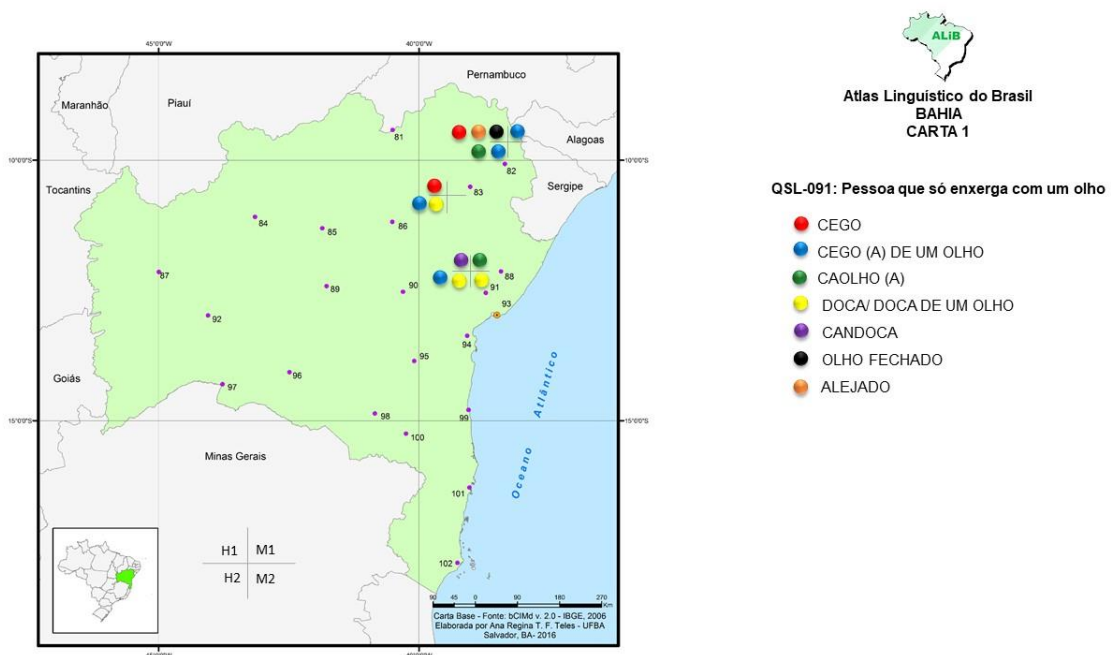 45°0'0"W
40°0'0"W
Pernambuco
Maranhão
Piauí
81
Alagoas
10°0'0"S
10°0'0"S
82
Tocantins
83
Sergipe
84
85
86
87
88
89
90
91
92
93
94
95
Goiás
96
97
98
99
15°0'0"S
15°0'0"S
100
Minas Gerais
101
102
Oceano Atlântico
H1 M1
H2 M2
90 45 0 90 180 270
Km
Carta Base - Fonte: bCIMd v. 2.0 - IBGE, 2006
Elaborada por Ana Regina T. F. Teles - UFBA
Salvador, BA- 2016
ALiB
Atlas Linguístico do Brasil
BAHIA
CARTA 1
QSL-091: Pessoa que só enxerga com um olho
CEGO
CEGO (A) DE UM OLHO
CAOLHO (A)
DOCA/ DOCA DE UM OLHO
CANDOCA
OLHO FECHADO
ALEJADO